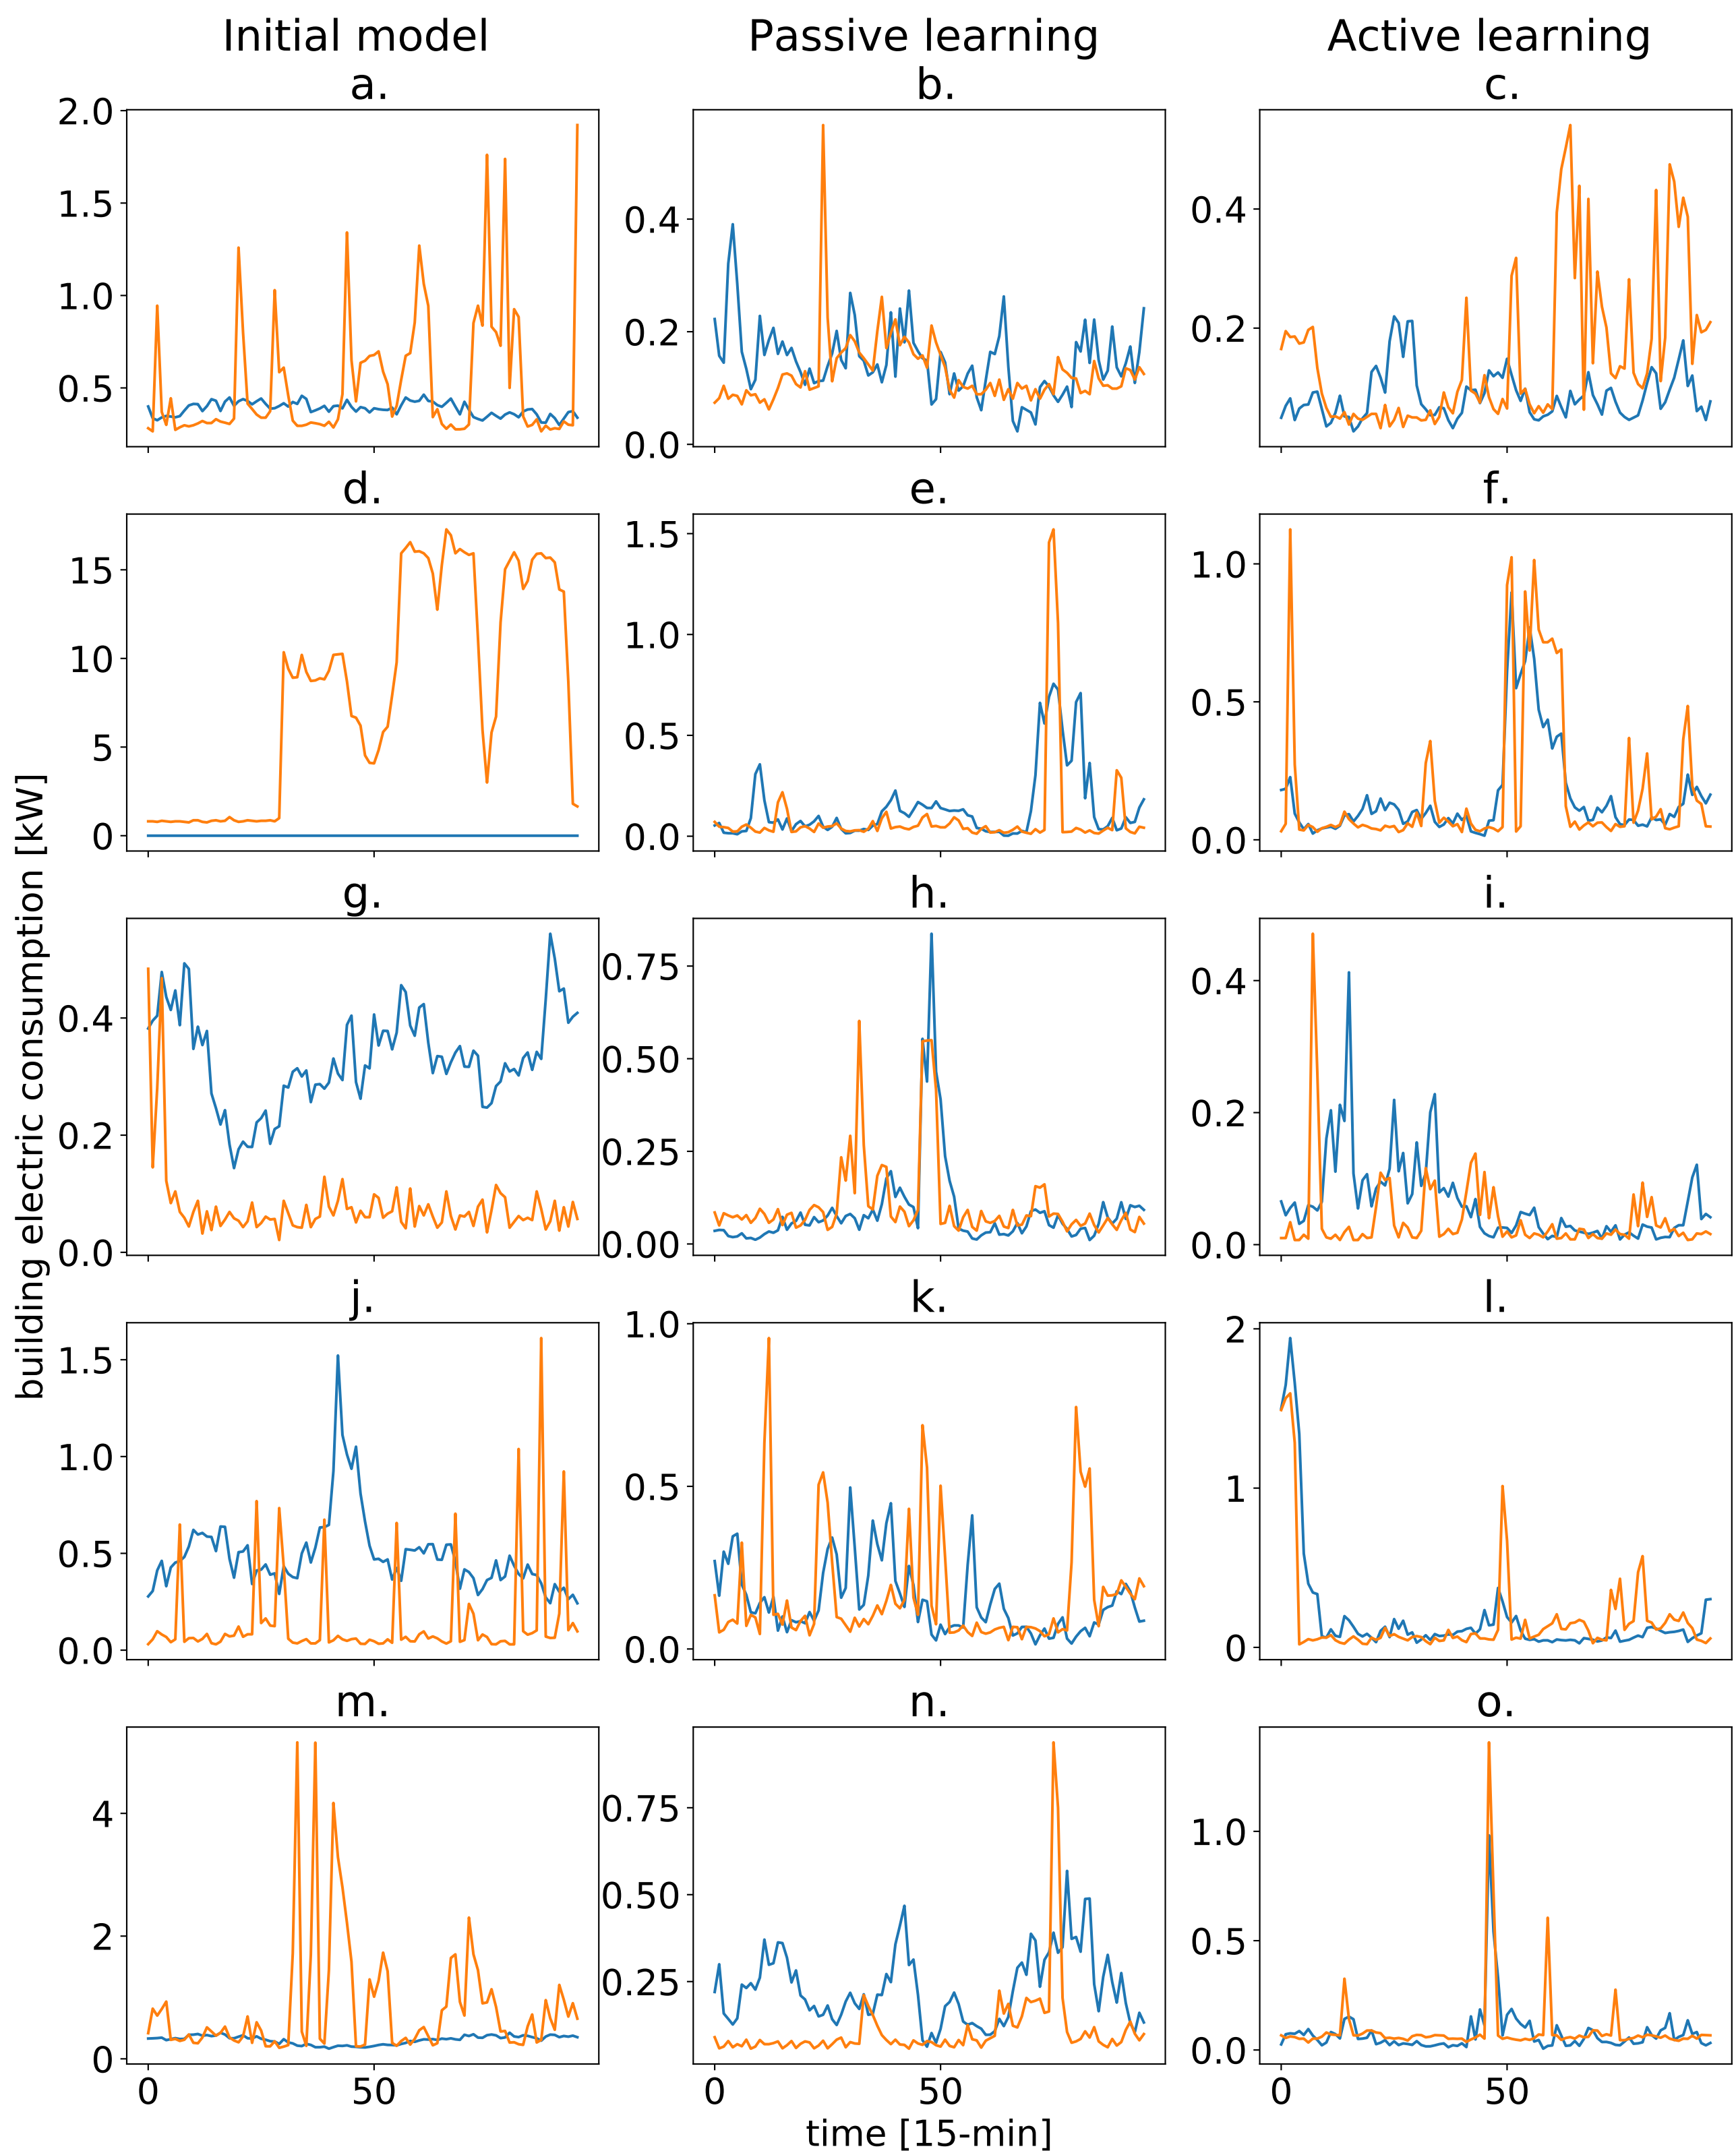 Initial model
Passive learning
Active learning
a.
b.
c.
2.0
1.5
1.0
0.5
0.4
0.2
0.0
0.4
0.2
d.
e.
f.
15
10
5
0
1.5
1.0
0.5
0.0
1.0
0.5
0.0
g.
h.
i.
0.4
0.2
0.0
0.75
0.50
0.25
0.00
0.4
0.2
0.0
building electric consumption [kW]
j.
k.
l.
1.5
1.0
0.5
0.0
1.0
0.5
0.0
2
1
0
m.
n.
o.
4
2
0
0.75
0.50
0.25
1.0
0.5
0.0
0
50
0
50
0
50
time [15-min]